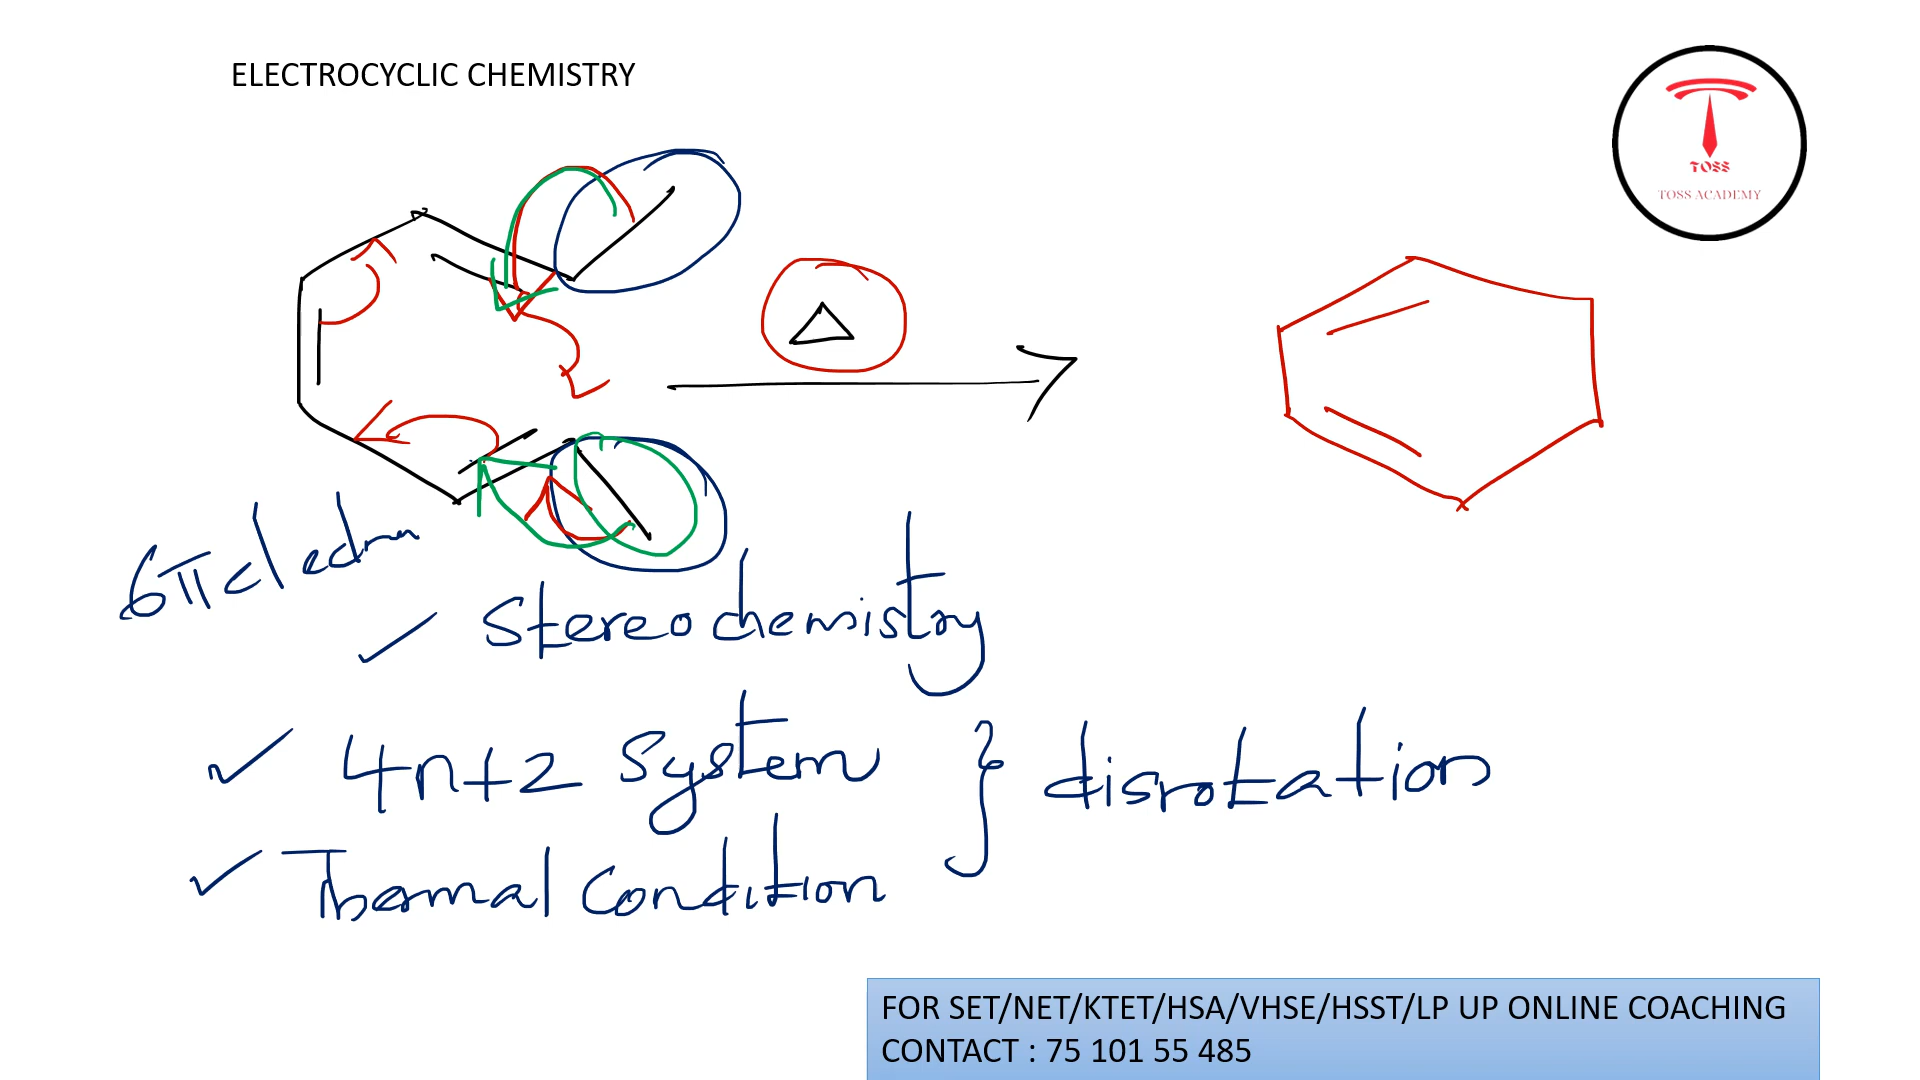 ELECTROCYCLIC CHEMISTRY
TOSS
TOSS ACADEMY
6π electron
Stereochemistry
4n+2 System } disrotation
Thermal Condition
FOR SET/NET/KTET/HSA/VHSE/HSST/LP UP ONLINE COACHING
CONTACT : 75 101 55 485